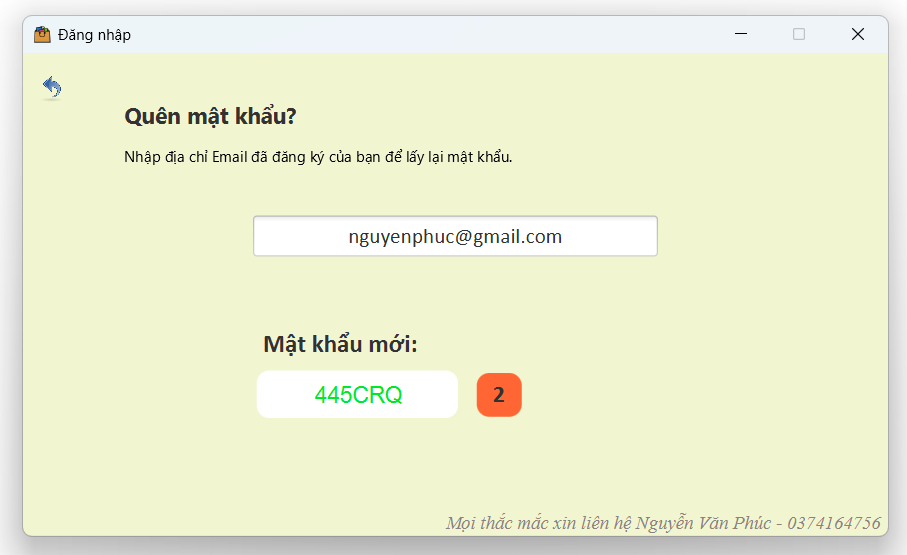 Đăng nhập
Quên mật khẩu?
Nhập địa chỉ Email đã đăng ký của bạn để lấy lại mật khẩu.
nguyenphuc@gmail.com
Mật khẩu mới:
445CRQ
2
Mọi thắc mắc xin liên hệ Nguyễn Văn Phúc - 0374164756